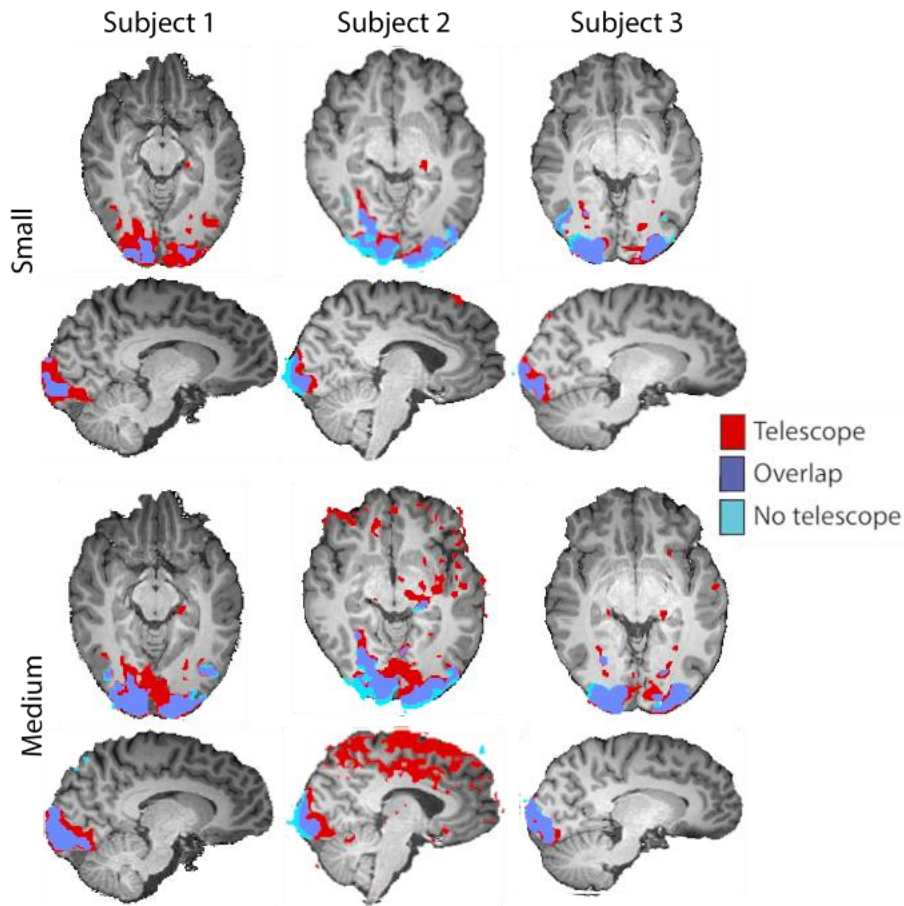 Subject 1
Subject 2
Subject 3
Small
Telescope
Overlap
No telescope
Medium